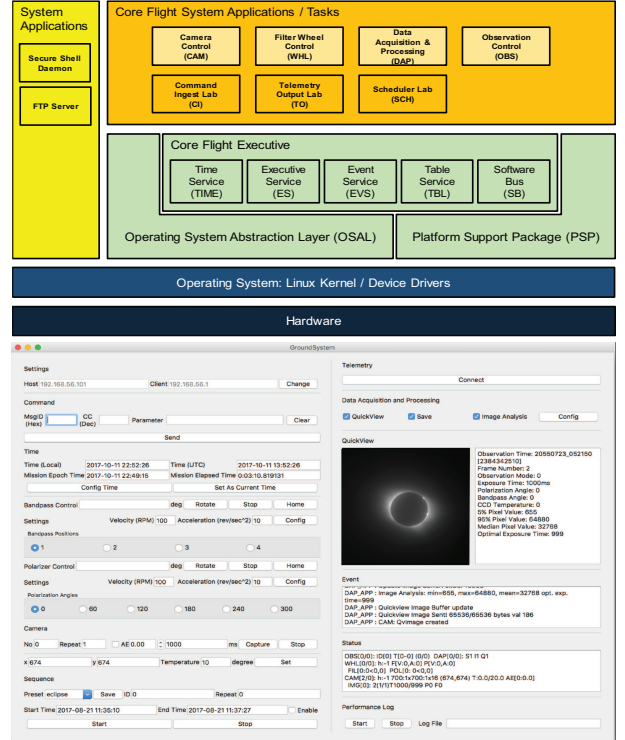 System
Applications
Secure Shell
Daemon
FTP Server
Core Flight System Applications / Tasks
Camera
Control
(CAM)
Filter Wheel
Control
(WHL)
Data
Acquisition &
Processing
(DAP)
Observation
Control
(OBS)
Command
Ingest Lab
(CI)
Telemetry
Output Lab
(TO)
Scheduler Lab
(SCH)
Core Flight Executive
Time
Service
(TIME)
Executive
Service
(ES)
Event
Service
(EVS)
Table
Service
(TBL)
Software
Bus
(SB)
Operating System Abstraction Layer (OSAL)
Platform Support Package (PSP)
Operating System: Linux Kernel / Device Drivers
Hardware
GroundSystem
Settings
Host 192.168.56.101 Client 192.168.56.1 Change
Command
MsgID (Hex) CC (Dec) Parameter Clear
Send
Time
Time (Local) 2017-10-11 22:52:26 Time (UTC) 2017-10-11 13:52:26
Mission Epoch Time 2017-10-11 22:49:15 Mission Elapsed Time 0:03:10.819131
Config Time Set As Current Time
Bandpass Control deg Rotate Stop Home
Settings Velocity (RPM) 100 Acceleration (rev/sec^2) 10 Config
Bandpass Positions
1 2 3 4
Polarizer Control deg Rotate Stop Home
Settings Velocity (RPM) 100 Acceleration (rev/sec^2) 10 Config
Polarization Angles
0 60 120 180 240 300
Camera
No 0 Repeat 1 AE 0.00 1000 ms Capture Stop
x 674 y 674 Temperature 10 degree Set
Sequence
Preset eclipse Save ID 0 Repeat 0
Start Time 2017-08-21 11:35:10 End Time 2017-08-21 11:37:27 Enable
Start Stop
Telemetry
Connect
Data Acquisition and Processing
QuickView Save Image Analysis Config
QuickView
Observation Time: 20550723_052150
[2384342510]
Frame Number: 2
Observation Mode: 0
Exposure Time: 1000ms
Polarization Angle: 0
Bandpass Angle: 0
CCD Temperature: 0
5% Pixel Value: 655
95% Pixel Value: 64880
Median Pixel Value: 32768
Optimal Exposure Time: 999
Event
DAP_APP : Image Analysis: min=655, max=64880, mean=32768 opt. exp.
time=999
DAP_APP : Quickview Image Buffer update
DAP_APP : Quickview Image Sentl 65536/65536 bytes val 186
DAP_APP : CAM: QvImage created
Status
OBS[0/0]: ID[0] T[0-0] (0/0) DAP[0/0]: S1 I1 Q1
WHL[0/0]: h:-1 F[V:0,A:0] P[V:0,A:0]
FIL[0:0<0,0] POL[0: 0<0,0]
CAM[2/0]: h:-1 700:1x700:1x16 (674,674) T:0.0/20.0 AE[0:0.0]
IMG[0]: 2(1/1)T1000/999 P0 F0
Performance Log
Start Stop Log File